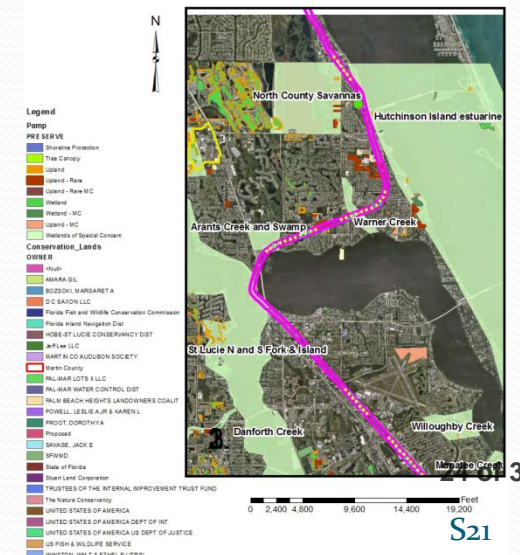 N
North County Savannas
Hutchinson Island estuarine
Arants Creek and Swamp
Warner Creek
St Lucie N and S Fork & Island
Danforth Creek
Willoughby Creek
Legend
Pamp
PRESERVE
Shoreline Protection
Tree Canopy
Upland
Upland - Rare
Upland - Rare MC
Wetland
Wetland - MC
Upland - MC
Wetlands of Special Concern
Conservation_Lands
OWNER
<Null>
AMARA GIL
BOZSOKI, MARGARET A
D C SAXON LLC
Florida Fish and Wildlife Conservation Commission
Florida Inland Navigation Dist
HOBE-ST LUCIE CONSERVANCY DIST
Jeff Lee LLC
MARTIN CO AUDUBON SOCIETY
Martin County
PAL-MAR LOTS II LLC
PAL-MAR WATER CONTROL DIST
PALM BEACH HEIGHTS LANDOWNERS COALIT
POWELL, LESLIE A JR & KAREN L
PROOT, DOROTHY A
Proposed
SAVAGE, JACK E
SFWMD
State of Florida
Stuart Land Corporation
TRUSTEES OF THE INTERNAL IMPROVEMENT TRUST FUND
The Nature Conservancy
UNITED STATES OF AMERICA
UNITED STATES OF AMERICA DEPT OF INT
UNITED STATES OF AMERICA US DEPT OF JUSTICE
US FISH & WILDLIFE SERVICE
Feet
0 2,400 4,800 9,600 14,400 19,200
of 3
S21